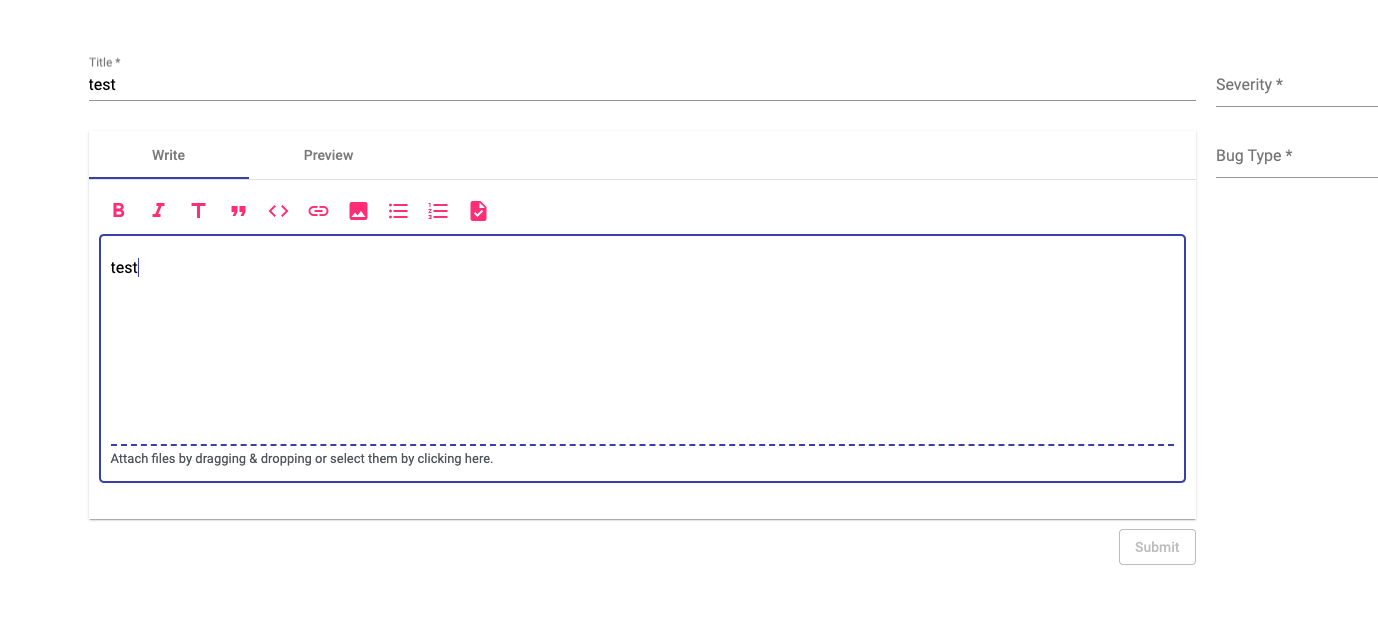 Title *
test
Severity *
Write Preview
Bug Type *
test
Attach files by dragging & dropping or select them by clicking here.
Submit